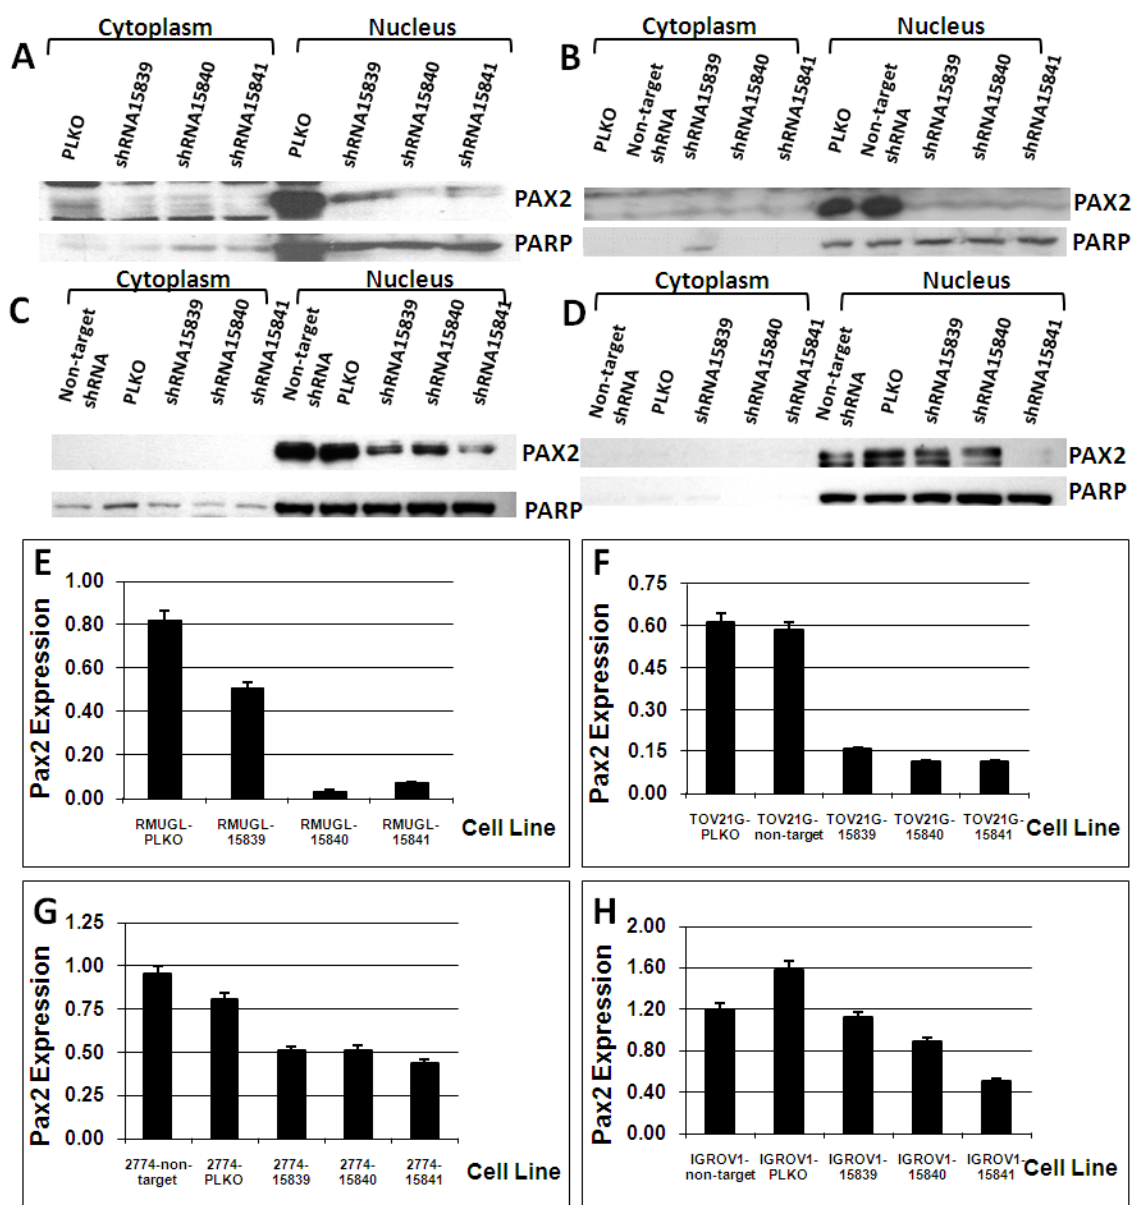 Cytoplasm
Nucleus
A
PLKO
shRNA15839
shRNA15840
shRNA15841
PLKO
shRNA15839
shRNA15840
shRNA15841
PAX2
PARP
Cytoplasm
Nucleus
B
PLKO
Non-target
shRNA
shRNA15839
shRNA15840
shRNA15841
PLKO
Non-target
shRNA
shRNA15839
shRNA15840
shRNA15841
PAX2
PARP
Cytoplasm
Nucleus
C
Non-target
shRNA
PLKO
shRNA15839
shRNA15840
shRNA15841
Non-target
shRNA
PLKO
shRNA15839
shRNA15840
shRNA15841
PAX2
PARP
Cytoplasm
Nucleus
D
Non-target
shRNA
PLKO
shRNA15839
shRNA15840
shRNA15841
Non-target
shRNA
PLKO
shRNA15839
shRNA15840
shRNA15841
PAX2
PARP
E
Pax2 Expression
1.00
0.80
0.60
0.40
0.20
0.00
RMUGL-
PLKO
RMUGL-
15839
RMUGL-
15840
RMUGL-
15841
Cell Line
F
Pax2 Expression
0.75
0.60
0.45
0.30
0.15
0.00
TOV21G-
PLKO
TOV21G-
non-target
TOV21G-
15839
TOV21G-
15840
TOV21G-
15841
Cell Line
G
Pax2 Expression
1.25
1.00
0.75
0.50
0.25
0.00
2774-non-
target
2774-
PLKO
2774-
15839
2774-
15840
2774-
15841
Cell Line
H
Pax2 Expression
2.00
1.60
1.20
0.80
0.40
0.00
IGROV1-
non-target
IGROV1-
PLKO
IGROV1-
15839
IGROV1-
15840
IGROV1-
15841
Cell Line